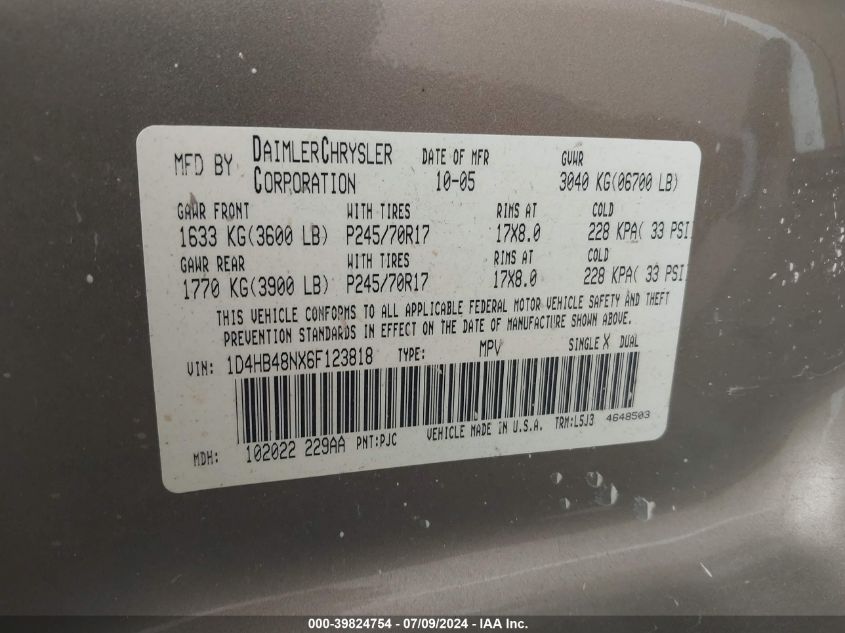 MFD BY DAIMLERCHRYSLER CORPORATION DATE OF MFR 10-05 GVWR 3040 KG(06700 LB)
GAWR FRONT WITH TIRES RIMS AT COLD
1633 KG(3600 LB) P245/70R17 17X8.0 228 KPA( 33 PSI
GAWR REAR WITH TIRES RIMS AT COLD
1770 KG(3900 LB) P245/70R17 17X8.0 228 KPA( 33 PSI
THIS VEHICLE CONFORMS TO ALL APPLICABLE FEDERAL MOTOR VEHICLE SAFETY AND THEFT
PREVENTION STANDARDS IN EFFECT ON THE DATE OF MANUFACTURE SHOWN ABOVE.
VIN: 1D4HB48NX6F123818 TYPE: MPV SINGLE X DUAL
MDH: 102022 229AA PNT:PJC VEHICLE MADE IN U.S.A. TRM:L5J3 4648503
000-39824754 / 07/09/2024 - IAA Inc.